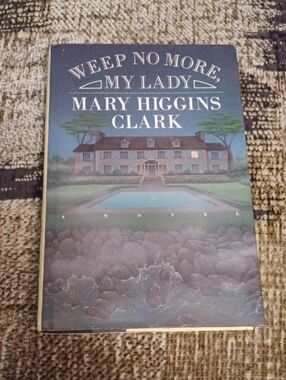 WEEP NO MORE,
MY LADY
MARY HIGGINS
CLARK
A NOVEL